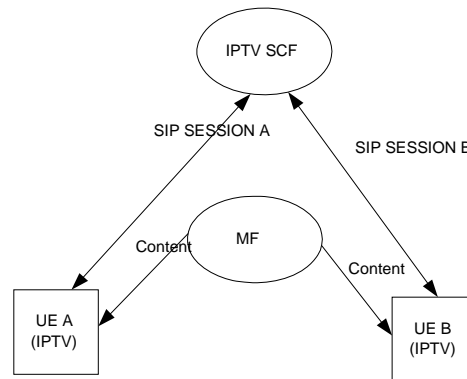 IPTV SCF
SIP SESSION A
SIP SESSION B
MF
Content
Content
UE A
(IPTV)
UE B
(IPTV)